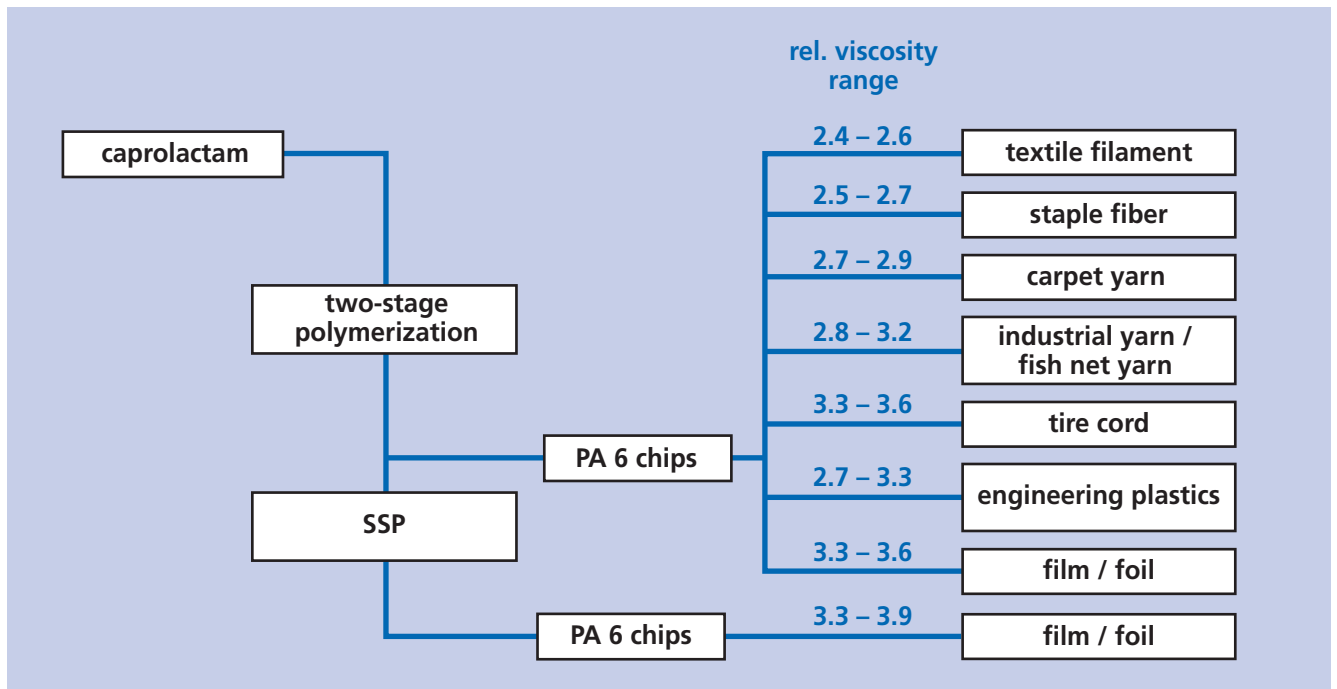 rel. viscosity
range
caprolactam
2.4 – 2.6
textile filament
2.5 – 2.7
staple fiber
2.7 – 2.9
carpet yarn
two-stage
polymerization
2.8 – 3.2
industrial yarn /
fish net yarn
3.3 – 3.6
tire cord
PA 6 chips
2.7 – 3.3
engineering plastics
SSP
3.3 – 3.6
film / foil
PA 6 chips
3.3 – 3.9
film / foil